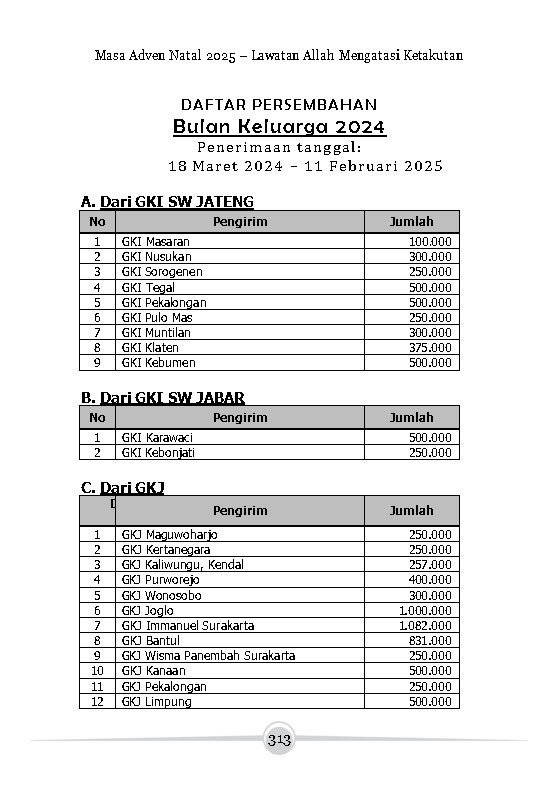 Masa Adven Natal 2025 – Lawatan Allah Mengatasi Ketakutan
DAFTAR PERSEMBAHAN
Bulan Keluarga 2024
Penerimaan tanggal:
18 Maret 2024 – 11 Februari 2025
A. Dari GKI SW JATENG
No Pengirim Jumlah
1 GKI Masaran 100.000
2 GKI Nusukan 300.000
3 GKI Sorogenen 250.000
4 GKI Tegal 500.000
5 GKI Pekalongan 500.000
6 GKI Pulo Mas 250.000
7 GKI Muntilan 300.000
8 GKI Klaten 375.000
9 GKI Kebumen 500.000
B. Dari GKI SW JABAR
No Pengirim Jumlah
1 GKI Karawaci 500.000
2 GKI Kebonjati 250.000
C. Dari GKJ
Pengirim Jumlah
1 GKJ Maguwoharjo 250.000
2 GKJ Kertanegara 250.000
3 GKJ Kaliwungu, Kendal 257.000
4 GKJ Purworejo 400.000
5 GKJ Wonosobo 300.000
6 GKJ Joglo 1.000.000
7 GKJ Immanuel Surakarta 1.082.000
8 GKJ Bantul 831.000
9 GKJ Wisma Panembah Surakarta 250.000
10 GKJ Kanaan 500.000
11 GKJ Pekalongan 250.000
12 GKJ Limpung 500.000
313